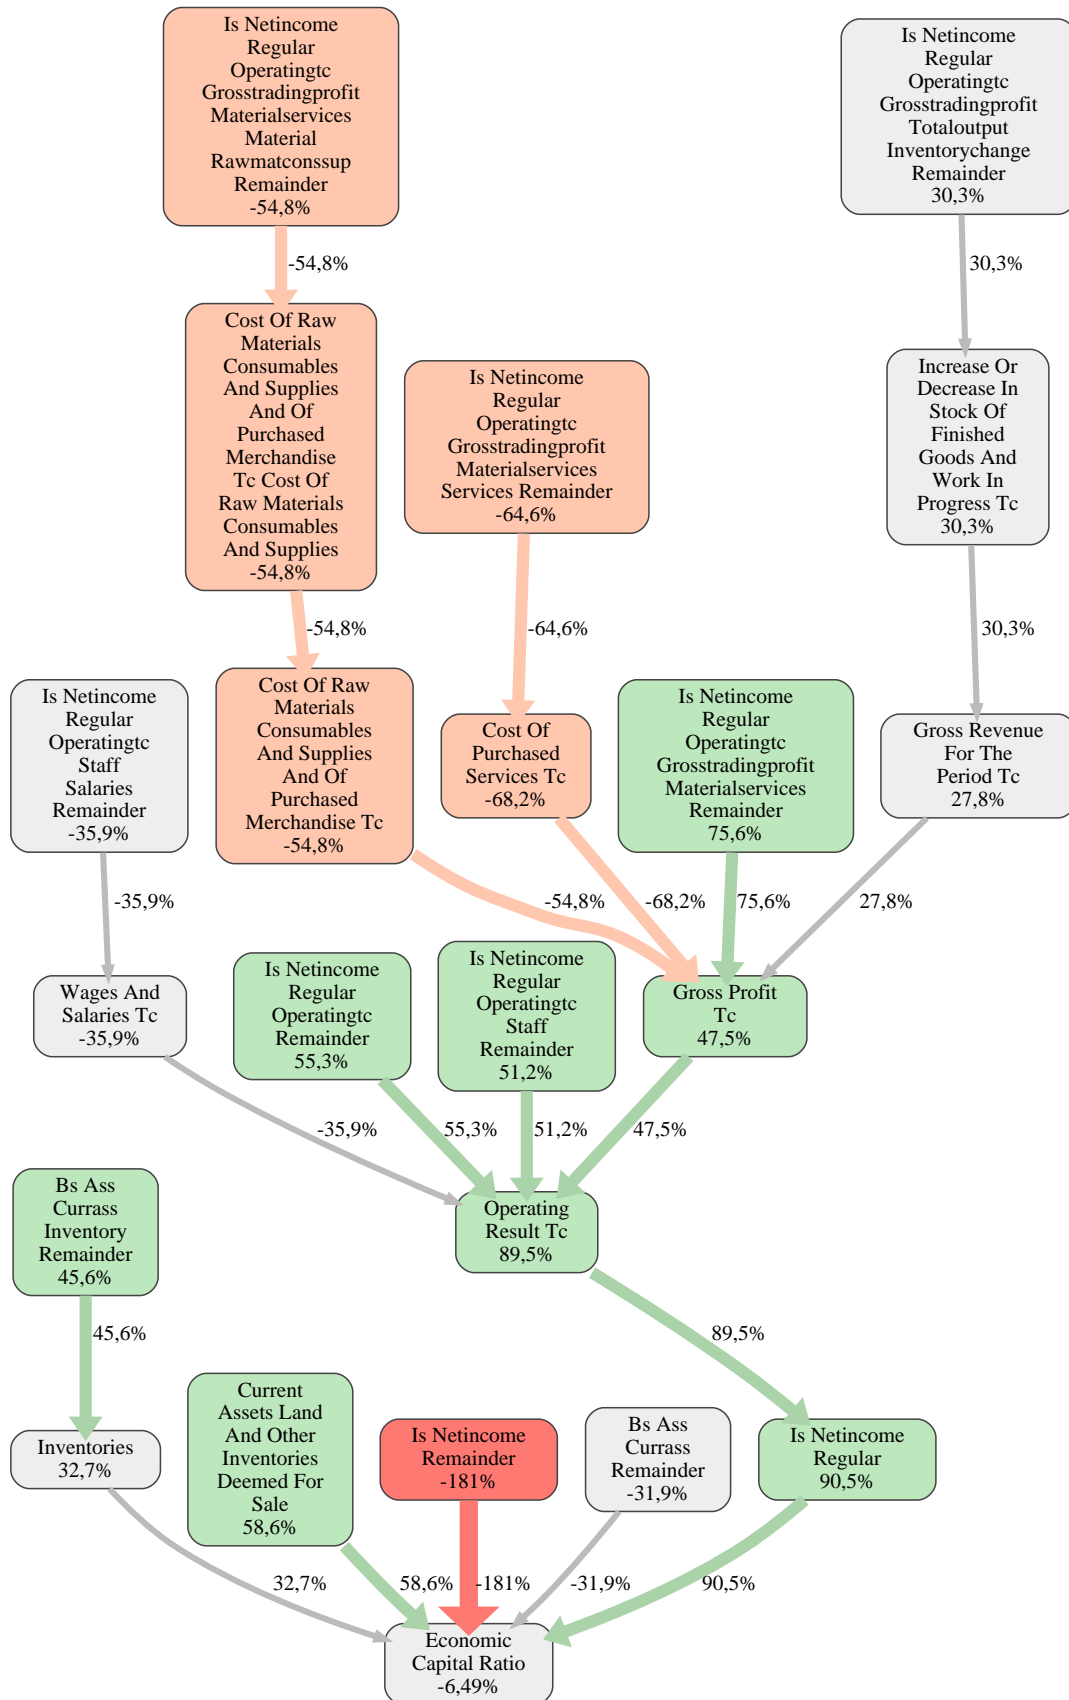 Is Netincome
Regular
Operatingtc
Grosstradingprofit
Materialservices
Material
Rawmatconssup
Remainder
-54,8%
Is Netincome
Regular
Operatingtc
Grosstradingprofit
Totaloutput
Inventorychange
Remainder
30,3%
-54,8%
30,3%
Cost Of Raw
Materials
Consumables
And Supplies
And Of
Purchased
Merchandise
Tc Cost Of
Raw Materials
Consumables
And Supplies
-54,8%
Is Netincome
Regular
Operatingtc
Grosstradingprofit
Materialservices
Services Remainder
-64,6%
Increase Or
Decrease In
Stock Of
Finished
Goods And
Work In
Progress Tc
30,3%
-54,8%
-64,6%
30,3%
Is Netincome
Regular
Operatingtc
Staff
Salaries
Remainder
-35,9%
Cost Of Raw
Materials
Consumables
And Supplies
And Of
Purchased
Merchandise Tc
-54,8%
Cost Of
Purchased
Services Tc
-68,2%
Is Netincome
Regular
Operatingtc
Grosstradingprofit
Materialservices
Remainder
75,6%
Gross Revenue
For The
Period Tc
27,8%
-35,9%
-54,8%
-68,2%
75,6%
27,8%
Wages And
Salaries Tc
-35,9%
Is Netincome
Regular
Operatingtc
Remainder
55,3%
Is Netincome
Regular
Operatingtc
Staff
Remainder
51,2%
Gross Profit
Tc
47,5%
-35,9%
55,3%
51,2%
47,5%
Bs Ass
Currass
Inventory
Remainder
45,6%
Operating
Result Tc
89,5%
45,6%
89,5%
Inventories
32,7%
Current
Assets Land
And Other
Inventories
Deemed For
Sale
58,6%
Is Netincome
Remainder
-181%
Bs Ass
Currass
Remainder
-31,9%
Is Netincome
Regular
90,5%
32,7%
58,6%
-181%
-31,9%
90,5%
Economic
Capital Ratio
-6,49%